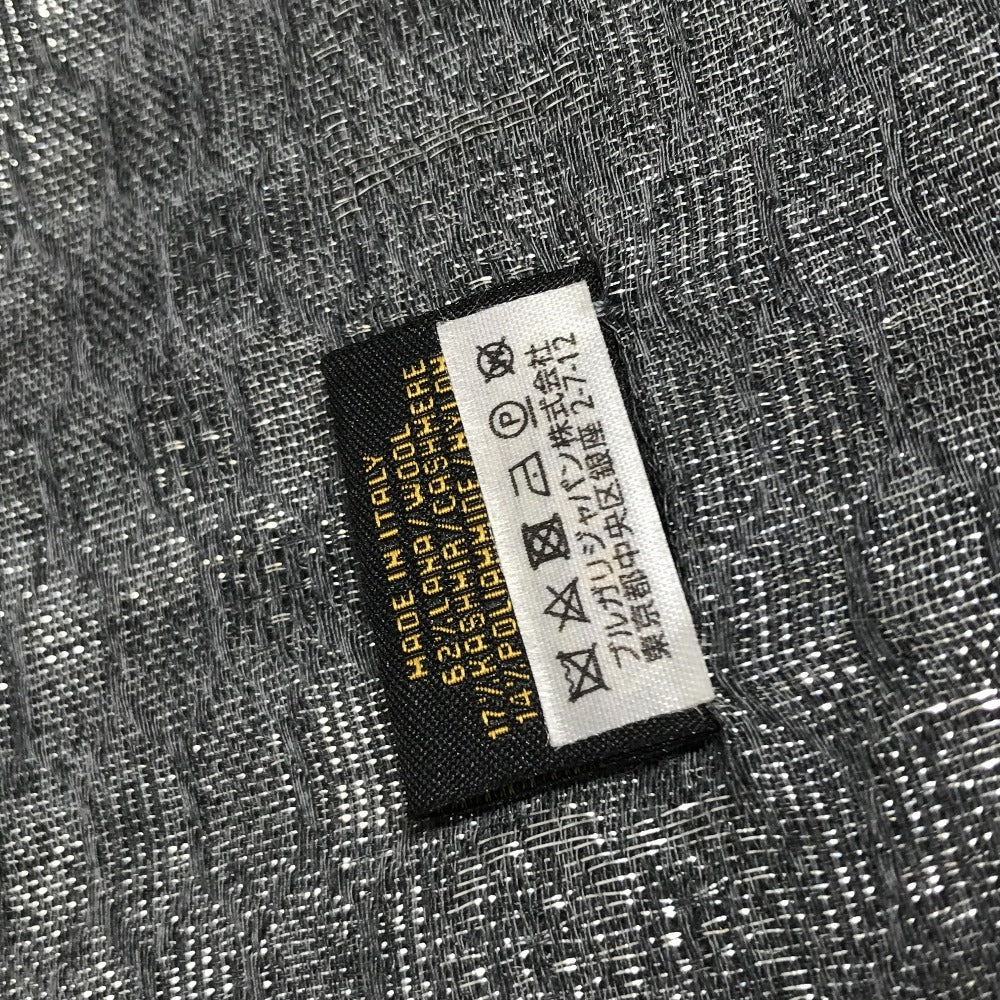 MADE IN ITALY
62%LANA/WOOL
17%KASHMIR/CASHMERE
14%POLIAMMIDE/NYLON
ブルガリ ジャパン株式会社
東京都中央区銀座 2-7-12
P